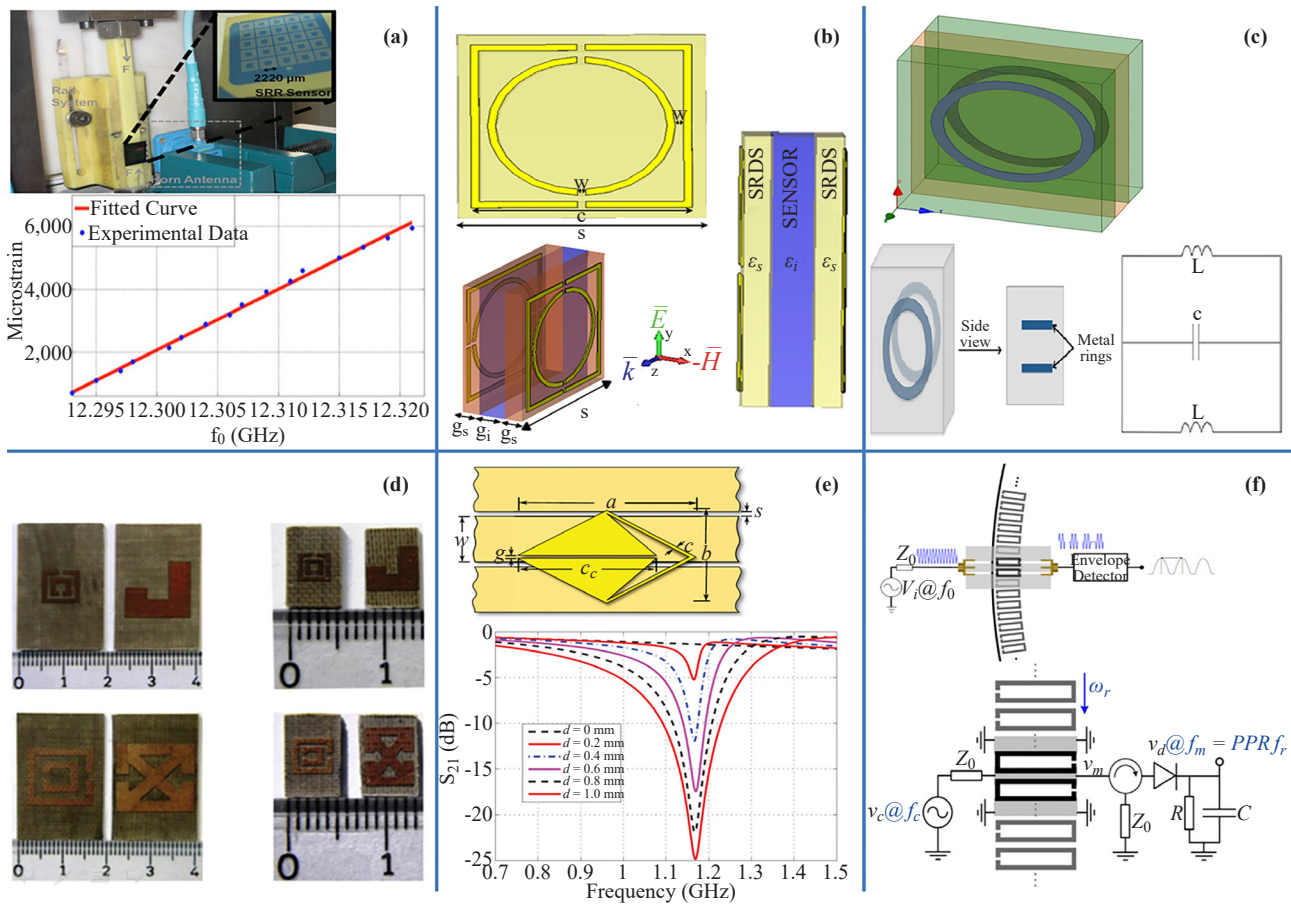 (a)
F
2220 μm
SRR Sensor
Rail
System
F
Horn Antenna
Fitted Curve
Experimental Data
Microstrain
6,000
4,000
2,000
12.295 12.300 12.305 12.310 12.315 12.320
f0 (GHz)
(b)
w
w
c
s
SRDS SENSOR SRDS
εs εi εs
E
y
x
k
z
-H
s
gs gi gs
(c)
z
x
Side
view
Metal
rings
L
c
L
(d)
0 1 2 3 4
0 1
0 1 2 3 4
0 1
(e)
a
s
w
g
c
b
cc
S21 (dB)
0
-5
-10
-15
-20
-25
d = 0 mm
d = 0.2 mm
d = 0.4 mm
d = 0.6 mm
d = 0.8 mm
d = 1.0 mm
0.7 0.8 0.9 1 1.1 1.2 1.3 1.4 1.5
Frequency (GHz)
(f)
Z0
Vi@f0
Envelope
Detector
ωr
vd@fm = PPR fr
Z0
vm
vc@fc
Z0
R
C